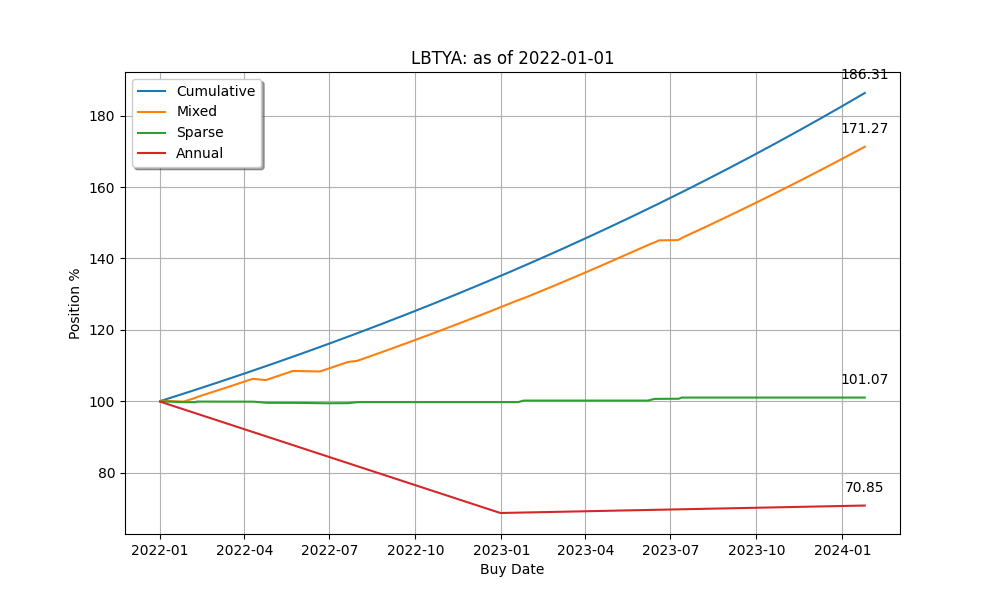 LBTYA: as of 2022-01-01
186.31
Cumulative
Mixed
Sparse
Annual
171.27
101.07
70.85
Position %
180
160
140
120
100
80
2022-01
2022-04
2022-07
2022-10
2023-01
2023-04
2023-07
2023-10
2024-01
Buy Date